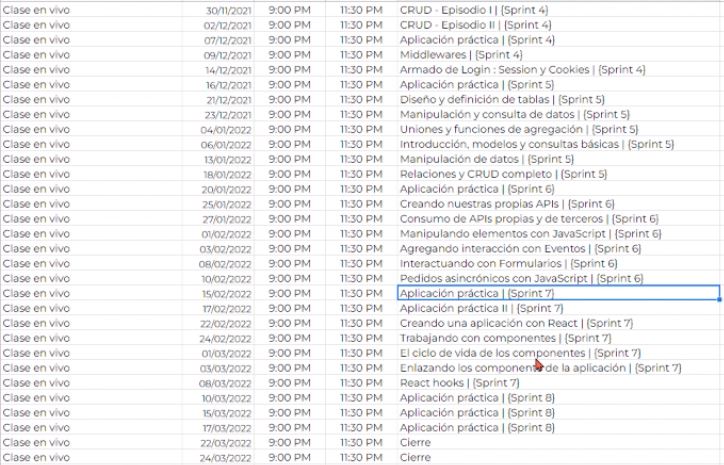 Clase en vivo 30/11/2021 9:00 PM 11:30 PM CRUD - Episodio I | {Sprint 4}
Clase en vivo 02/12/2021 9:00 PM 11:30 PM CRUD - Episodio II | {Sprint 4}
Clase en vivo 07/12/2021 9:00 PM 11:30 PM Aplicación práctica | {Sprint 4}
Clase en vivo 09/12/2021 9:00 PM 11:30 PM Middlewares | {Sprint 4}
Clase en vivo 14/12/2021 9:00 PM 11:30 PM Armado de Login : Session y Cookies | {Sprint 4}
Clase en vivo 16/12/2021 9:00 PM 11:30 PM Aplicación práctica | {Sprint 5}
Clase en vivo 21/12/2021 9:00 PM 11:30 PM Diseño y definición de tablas | {Sprint 5}
Clase en vivo 23/12/2021 9:00 PM 11:30 PM Manipulación y consulta de datos | {Sprint 5}
Clase en vivo 04/01/2022 9:00 PM 11:30 PM Uniones y funciones de agregación | {Sprint 5}
Clase en vivo 06/01/2022 9:00 PM 11:30 PM Introducción, modelos y consultas básicas | {Sprint 5}
Clase en vivo 13/01/2022 9:00 PM 11:30 PM Manipulación de datos | {Sprint 5}
Clase en vivo 18/01/2022 9:00 PM 11:30 PM Relaciones y CRUD completo | {Sprint 5}
Clase en vivo 20/01/2022 9:00 PM 11:30 PM Aplicación práctica | {Sprint 6}
Clase en vivo 25/01/2022 9:00 PM 11:30 PM Creando nuestras propias APIs | {Sprint 6}
Clase en vivo 27/01/2022 9:00 PM 11:30 PM Consumo de APIs propias y de terceros | {Sprint 6}
Clase en vivo 01/02/2022 9:00 PM 11:30 PM Manipulando elementos con JavaScript | {Sprint 6}
Clase en vivo 03/02/2022 9:00 PM 11:30 PM Agregando interacción con Eventos | {Sprint 6}
Clase en vivo 08/02/2022 9:00 PM 11:30 PM Interactuando con Formularios | {Sprint 6}
Clase en vivo 10/02/2022 9:00 PM 11:30 PM Pedidos asincrónicos con JavaScript | {Sprint 6}
Clase en vivo 15/02/2022 9:00 PM 11:30 PM Aplicación práctica | {Sprint 7}
Clase en vivo 17/02/2022 9:00 PM 11:30 PM Aplicación práctica II | {Sprint 7}
Clase en vivo 22/02/2022 9:00 PM 11:30 PM Creando una aplicación con React | {Sprint 7}
Clase en vivo 24/02/2022 9:00 PM 11:30 PM Trabajando con componentes | {Sprint 7}
Clase en vivo 01/03/2022 9:00 PM 11:30 PM El ciclo de vida de los componentes | {Sprint 7}
Clase en vivo 03/03/2022 9:00 PM 11:30 PM Enlazando los componente de la aplicación | {Sprint 7}
Clase en vivo 08/03/2022 9:00 PM 11:30 PM React hooks | {Sprint 7}
Clase en vivo 10/03/2022 9:00 PM 11:30 PM Aplicación práctica | {Sprint 8}
Clase en vivo 15/03/2022 9:00 PM 11:30 PM Aplicación práctica | {Sprint 8}
Clase en vivo 17/03/2022 9:00 PM 11:30 PM Aplicación práctica | {Sprint 8}
Clase en vivo 22/03/2022 9:00 PM 11:30 PM Cierre
Clase en vivo 24/03/2022 9:00 PM 11:30 PM Cierre